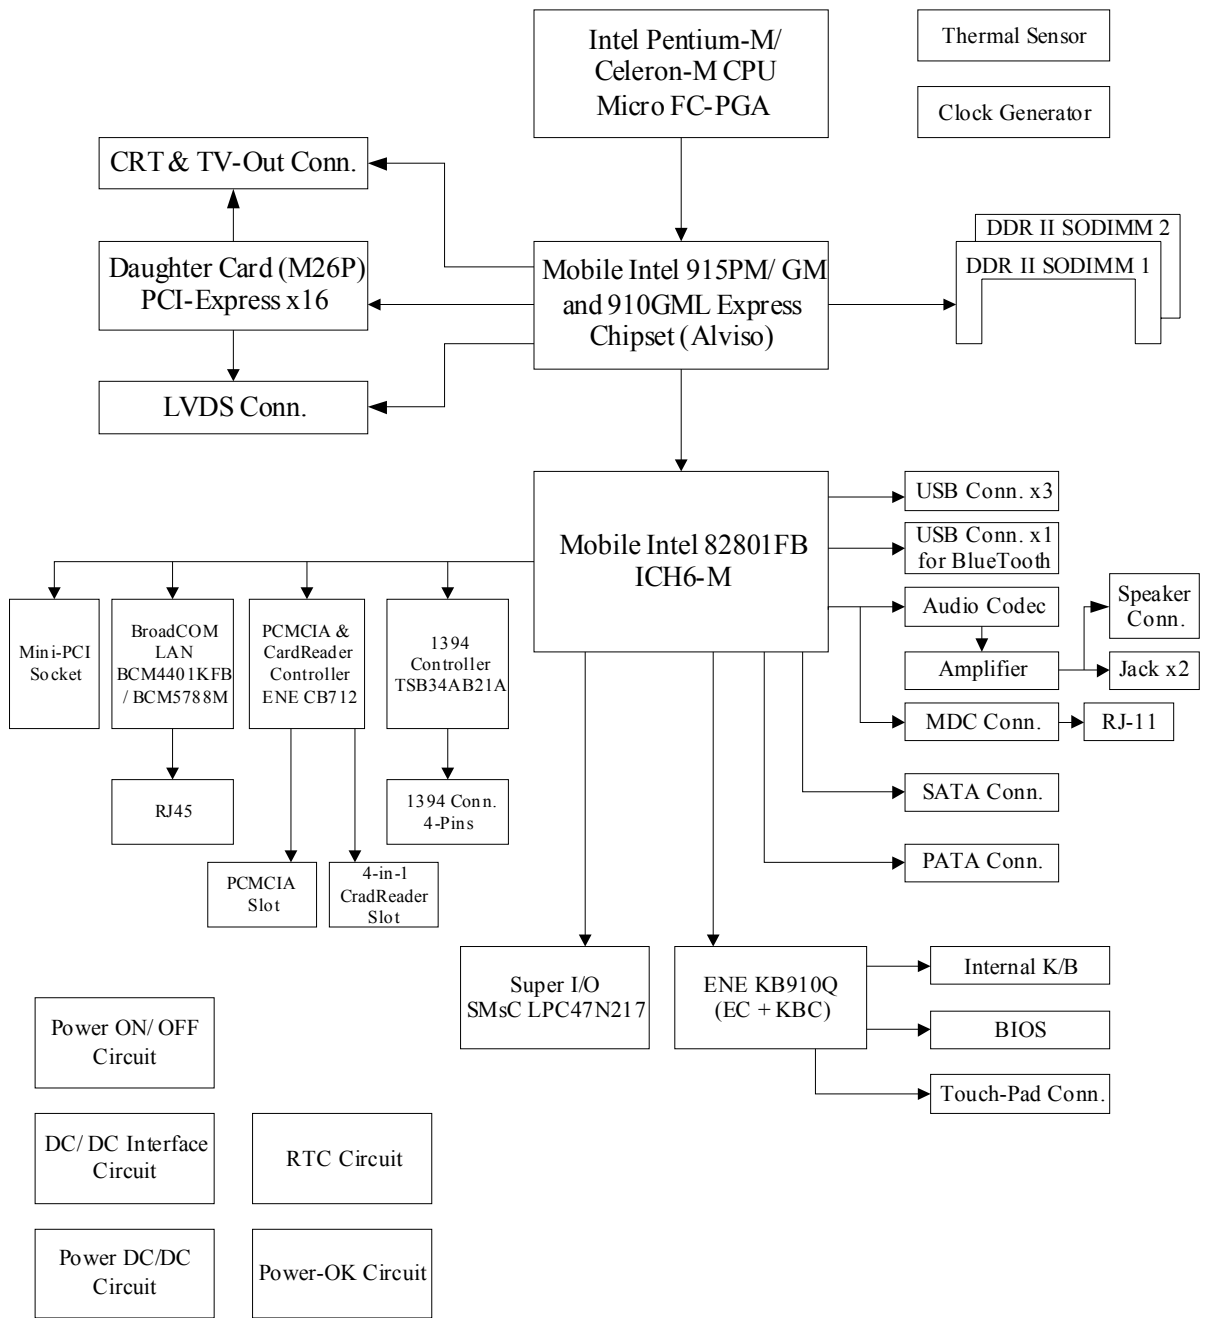 Intel Pentium-M/
Celeron-M CPU
Micro FC-PGA
Thermal Sensor
Clock Generator
CRT & TV-Out Conn.
Daughter Card (M26P)
PCI-Express x16
LVDS Conn.
Mobile Intel 915PM/ GM
and 910GML Express
Chipset (Alviso)
DDR II SODIMM 2
DDR II SODIMM 1
Mobile Intel 82801FB
ICH6-M
USB Conn. x3
USB Conn. x1
for BlueTooth
Audio Codec
Speaker
Conn.
Amplifier
Jack x2
MDC Conn.
RJ-11
SATA Conn.
PATA Conn.
Mini-PCI
Socket
BroadCOM
LAN
BCM4401KFB
/ BCM5788M
PCMCIA &
CardReader
Controller
ENE CB712
1394
Controller
TSB34AB21A
RJ45
1394 Conn.
4-Pins
PCMCIA
Slot
4-in-1
CradReader
Slot
Super I/O
SMsC LPC47N217
ENE KB910Q
(EC + KBC)
Internal K/B
BIOS
Touch-Pad Conn.
Power ON/ OFF
Circuit
DC/ DC Interface
Circuit
RTC Circuit
Power DC/DC
Circuit
Power-OK Circuit